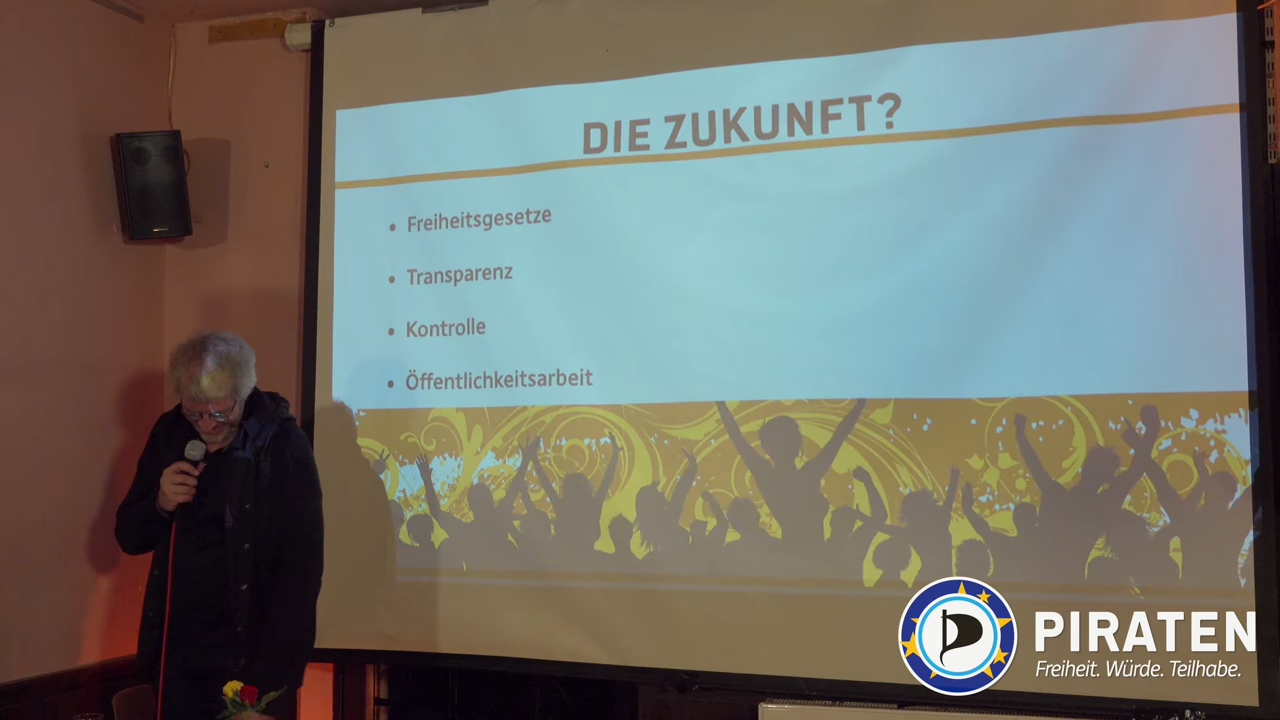 DIE ZUKUNFT?
• Freiheitsgesetze
• Transparenz
• Kontrolle
• Öffentlichkeitsarbeit
PIRATEN
Freiheit. Würde. Teilhabe.